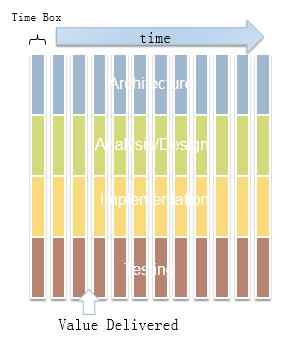 Time Box
time
Architecture
Analysis/Design
Implementation
Testing
Value Delivered